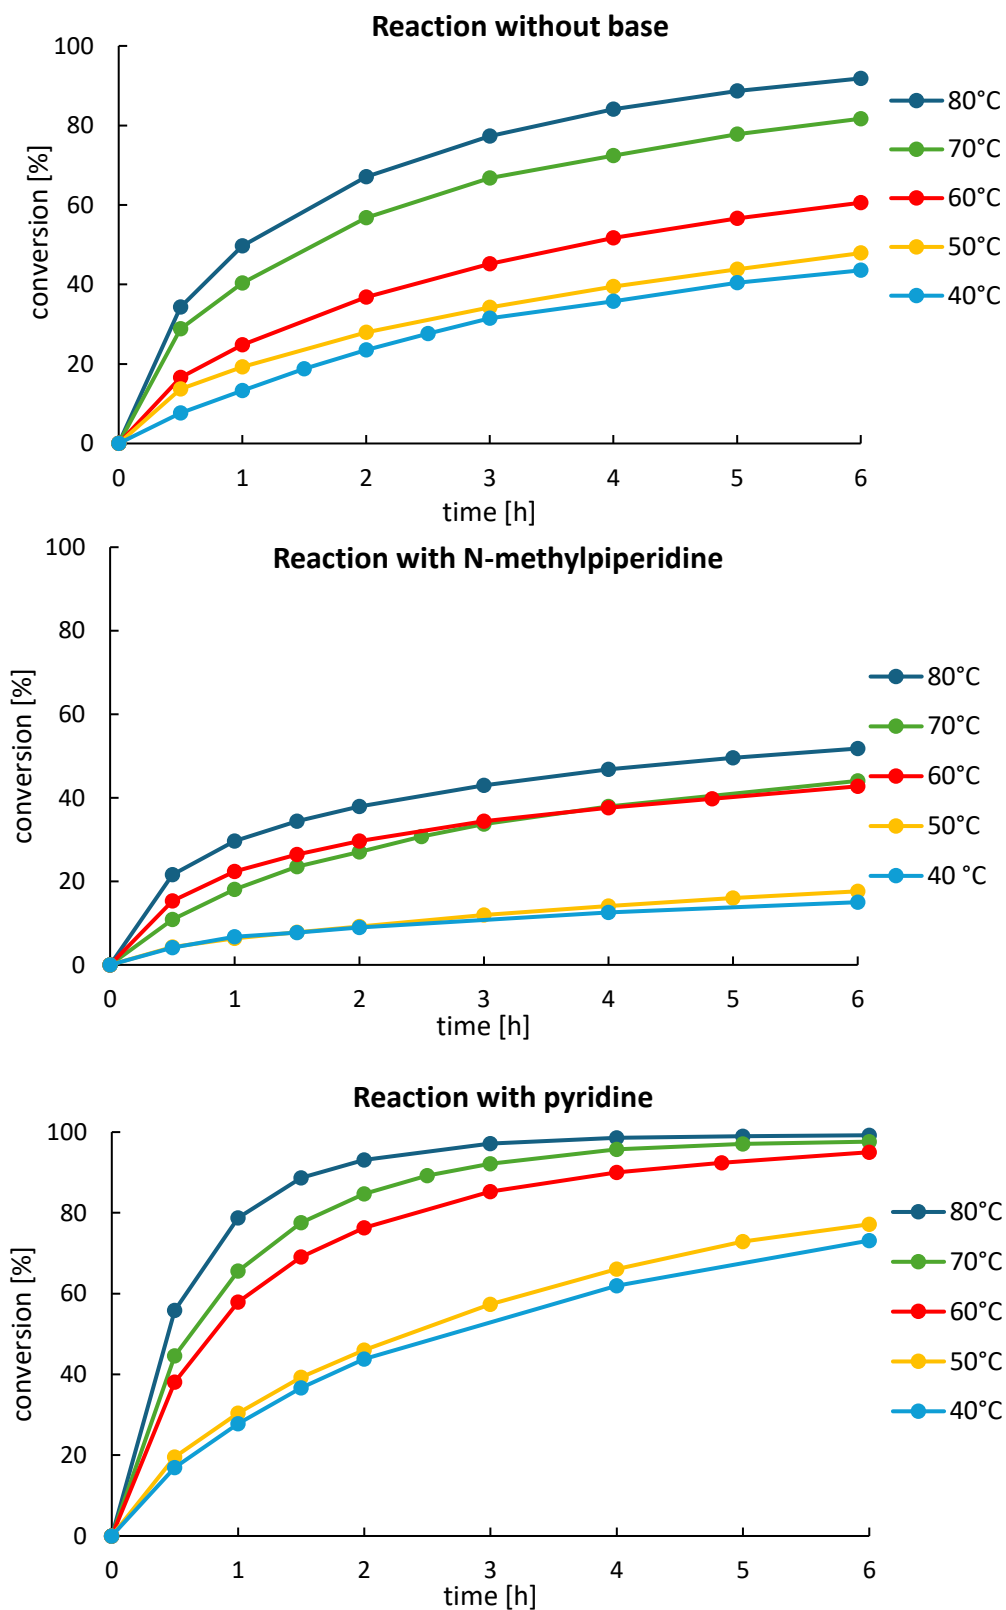 Reaction without base
100
80
60
40
20
0
conversion [%]
0 1 2 3 4 5 6
time [h]
80°C
70°C
60°C
50°C
40°C
Reaction with N-methylpiperidine
100
80
60
40
20
0
conversion [%]
0 1 2 3 4 5 6
time [h]
80°C
70°C
60°C
50°C
40 °C
Reaction with pyridine
100
80
60
40
20
0
conversion [%]
0 1 2 3 4 5 6
time [h]
80°C
70°C
60°C
50°C
40°C